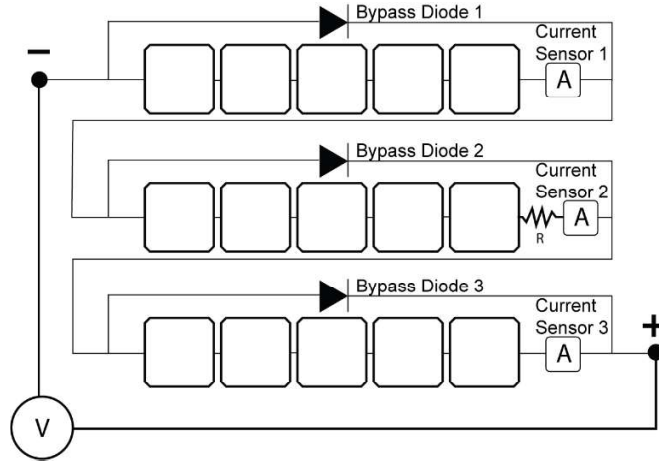 Bypass Diode 1
Current
Sensor 1
−
A
Bypass Diode 2
Current
Sensor 2
R
A
Bypass Diode 3
Current
Sensor 3
+
A
V